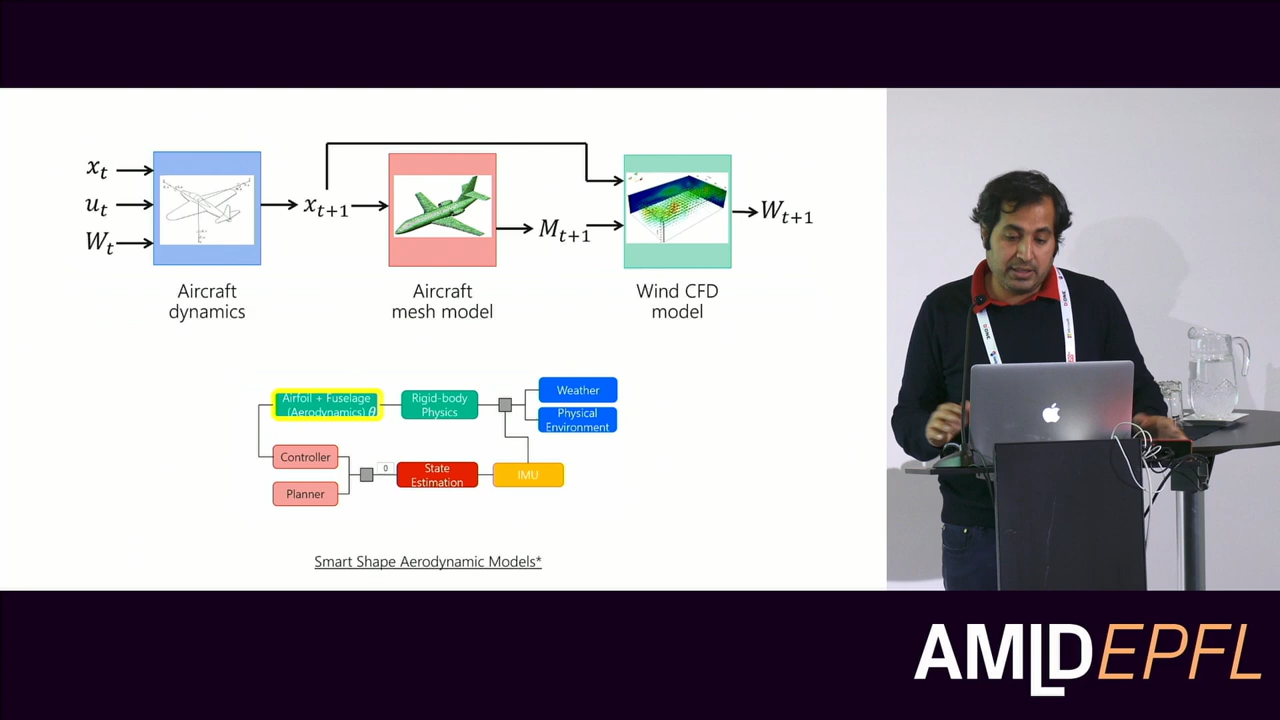 x_t
u_t
W_t
x_{t+1}
M_{t+1}
W_{t+1}
Aircraft
dynamics
Aircraft
mesh model
Wind CFD
model
Airfoil + Fuselage
(Aerodynamics) θ
Rigid-body
Physics
Weather
Physical
Environment
Controller
Planner
0
State
Estimation
IMU
Smart Shape Aerodynamic Models*
AMLD EPFL